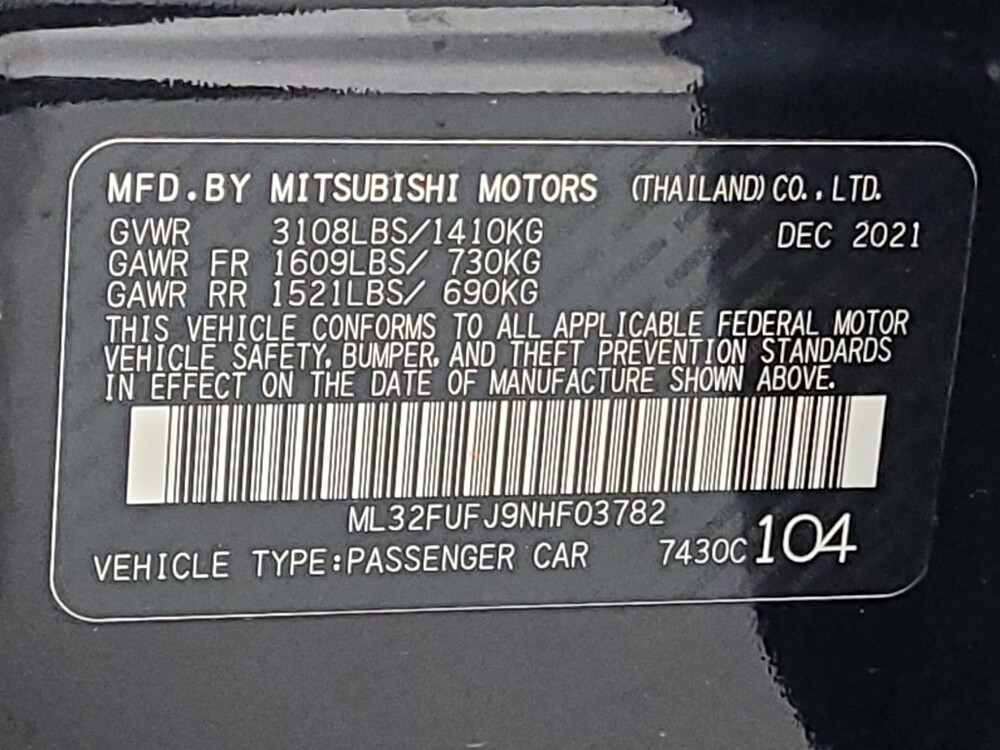 MFD.BY MITSUBISHI MOTORS (THAILAND) CO., LTD.
GVWR 3108LBS/1410KG DEC 2021
GAWR FR 1609LBS/ 730KG
GAWR RR 1521LBS/ 690KG
THIS VEHICLE CONFORMS TO ALL APPLICABLE FEDERAL MOTOR
VEHICLE SAFETY, BUMPER, AND THEFT PREVENTION STANDARDS
IN EFFECT ON THE DATE OF MANUFACTURE SHOWN ABOVE.
ML32FUFJ9NHF03782
VEHICLE TYPE:PASSENGER CAR 7430C104